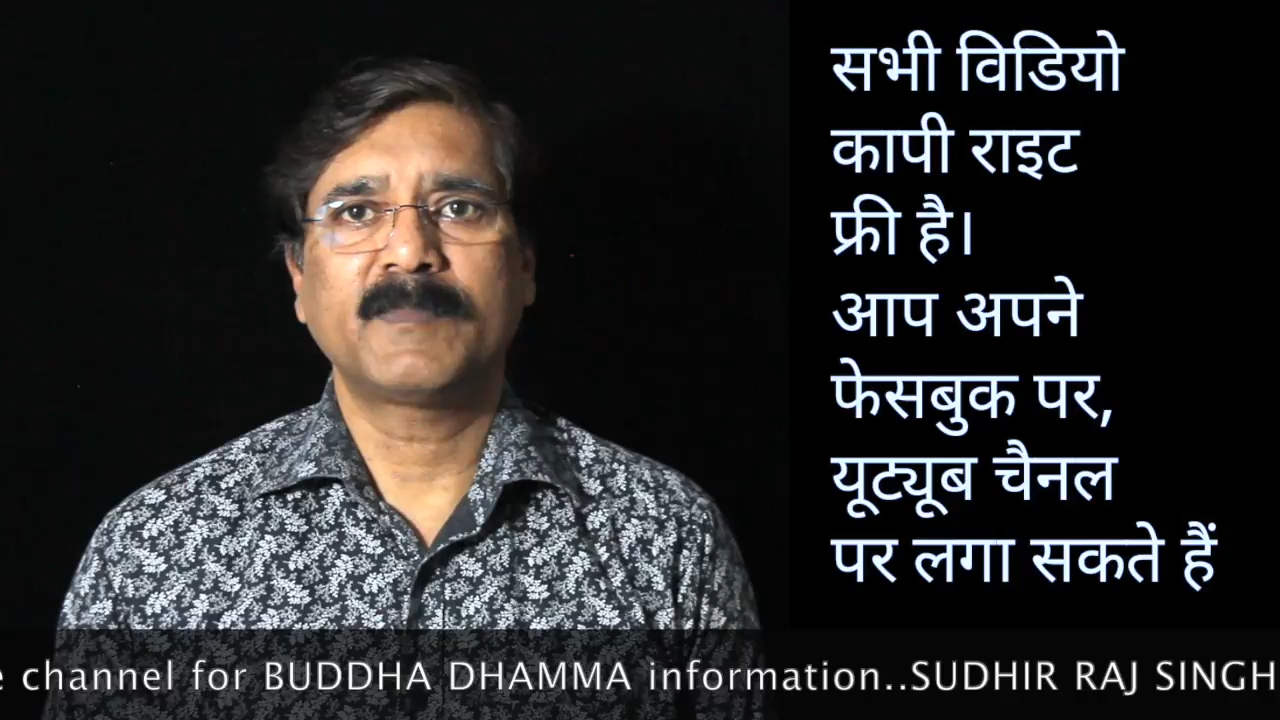 सभी विडियो
कापी राइट
फ्री है।
आप अपने
फेसबुक पर,
यूट्यूब चैनल
पर लगा सकते हैं
channel for BUDDHA DHAMMA information..SUDHIR RAJ SINGH